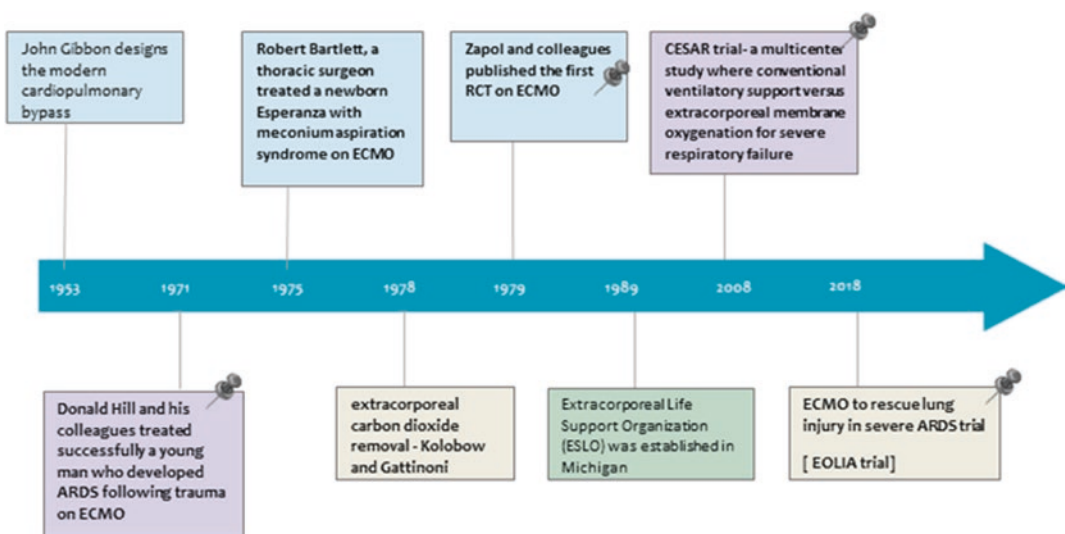 John Gibbon designs
the modern
cardiopulmonary
bypass
Robert Bartlett, a
thoracic surgeon
treated a newborn
Esperanza with
meconium aspiration
syndrome on ECMO
Zapol and colleagues
published the first
RCT on ECMO
CESAR trial- a multicenter
study where conventional
ventilatory support versus
extracorporeal membrane
oxygenation for severe
respiratory failure
1953 1971 1975 1978 1979 1989 2008 2018
Donald Hill and his
colleagues treated
successfully a young
man who developed
ARDS following trauma
on ECMO
extracorporeal
carbon dioxide
removal - Kolobow
and Gattinoni
Extracorporeal Life
Support Organization
(ESLO) was established in
Michigan
ECMO to rescue lung
injury in severe ARDS trial
[ EOLIA trial]